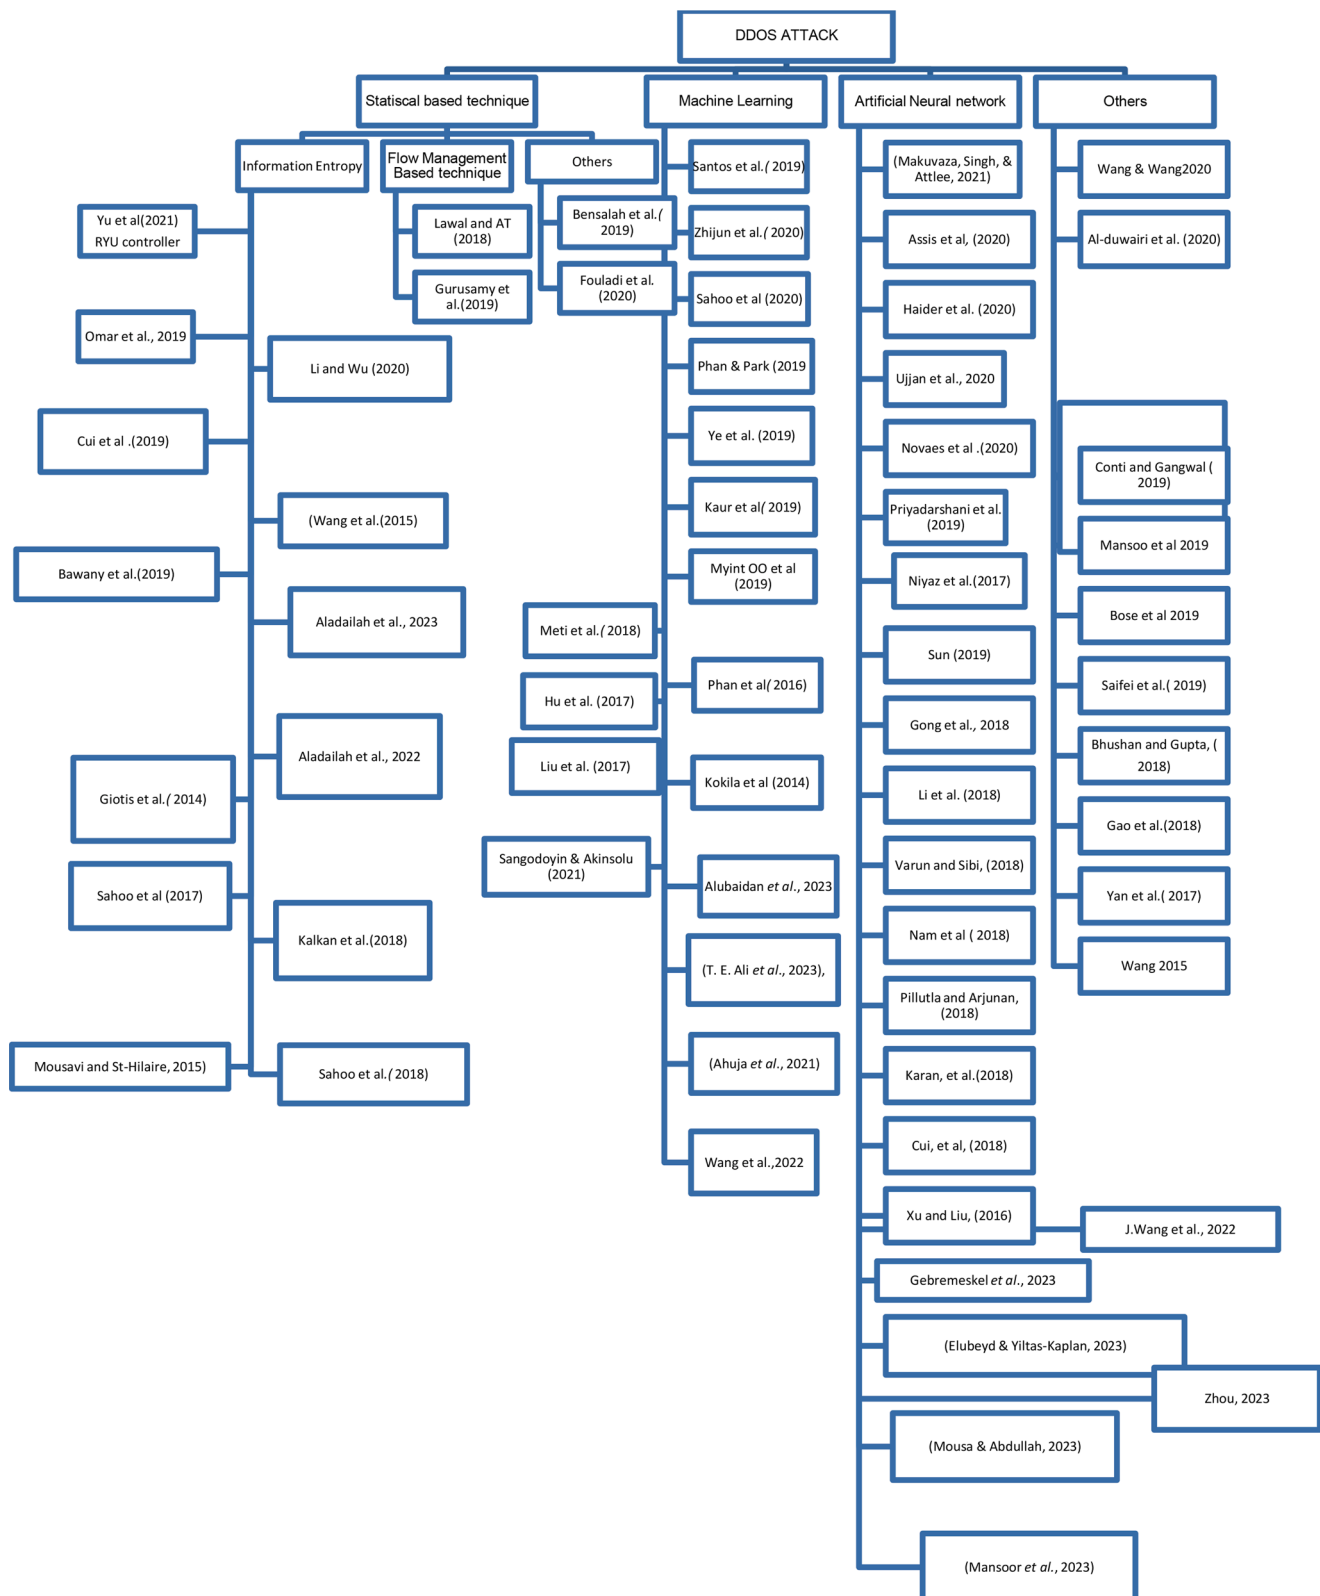 DDOS ATTACK
Statiscal based technique
Machine Learning
Artificial Neural network
Others
Information Entropy
Flow Management
Based technique
Others
Yu et al(2021)
RYU controller
Omar et al., 2019
Li and Wu (2020)
Cui et al .(2019)
(Wang et al.(2015)
Bawany et al.(2019)
Aladailah et al., 2023
Aladailah et al., 2022
Giotis et al.( 2014)
Sahoo et al (2017)
Kalkan et al.(2018)
Mousavi and St-Hilaire, 2015)
Sahoo et al.( 2018)
Lawal and AT
(2018)
Gurusamy et
al.(2019)
Bensalah et al.(
2019)
Fouladi et al.
(2020)
Santos et al.( 2019)
Zhijun et al.( 2020)
Sahoo et al (2020)
Phan & Park (2019
Ye et al. (2019)
Kaur et al( 2019)
Myint OO et al
(2019)
Meti et al.( 2018)
Phan et al( 2016)
Hu et al. (2017)
Liu et al. (2017)
Kokila et al (2014)
Sangodoyin & Akinsolu
(2021)
Alubaidan et al., 2023
(T. E. Ali et al., 2023),
(Ahuja et al., 2021)
Wang et al.,2022
(Makuvaza, Singh, &
Attlee, 2021)
Assis et al, (2020)
Haider et al. (2020)
Ujjan et al., 2020
Novaes et al .(2020)
Priyadarshani et al.
(2019)
Niyaz et al.(2017)
Sun (2019)
Gong et al., 2018
Li et al. (2018)
Varun and Sibi, (2018)
Nam et al ( 2018)
Pillutla and Arjunan,
(2018)
Karan, et al.(2018)
Cui, et al, (2018)
Xu and Liu, (2016)
J.Wang et al., 2022
Gebremeskel et al., 2023
(Elubeyd & Yiltas-Kaplan, 2023)
Zhou, 2023
(Mousa & Abdullah, 2023)
(Mansoor et al., 2023)
Wang & Wang2020
Al-duwairi et al. (2020)
Conti and Gangwal (
2019)
Mansoo et al 2019
Bose et al 2019
Saifei et al.( 2019)
Bhushan and Gupta, (
2018)
Gao et al.(2018)
Yan et al.( 2017)
Wang 2015